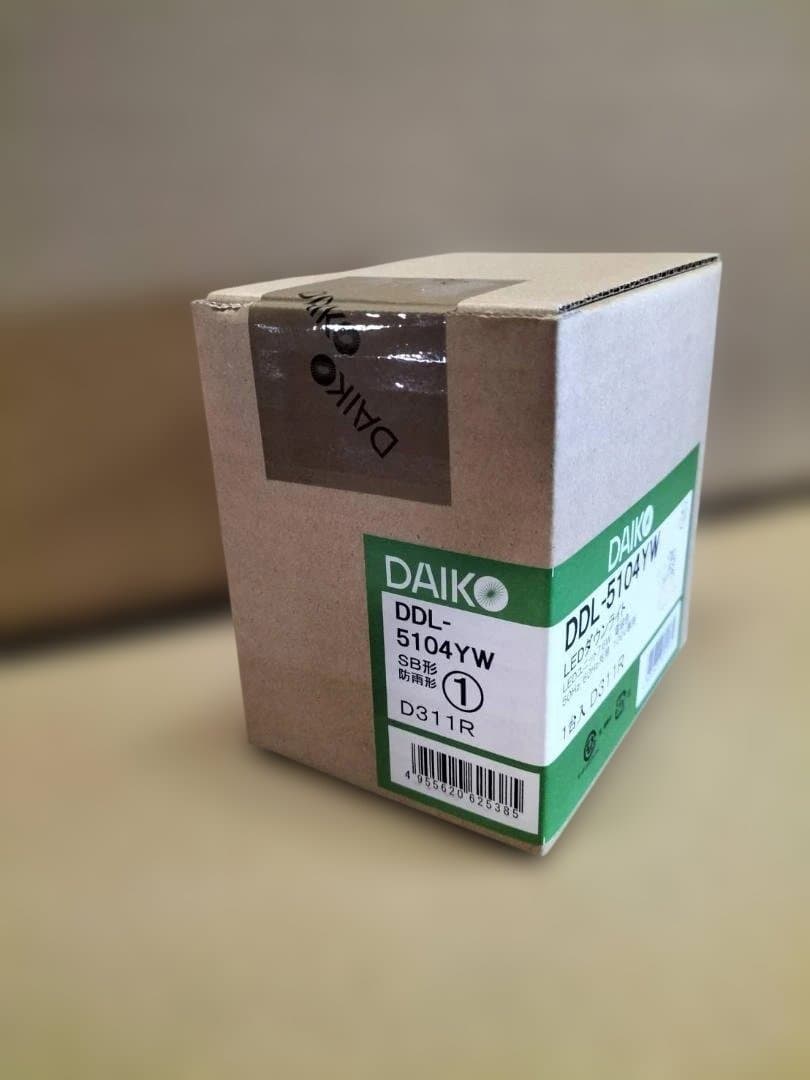 DAIKO
DAIKO
DAIKO
DDL-
5104YW
SB形
防雨形 ①
D311R
4 955620 625385
DAIKO
DDL-5104YW
LEDダウンライト
1台入 D311R